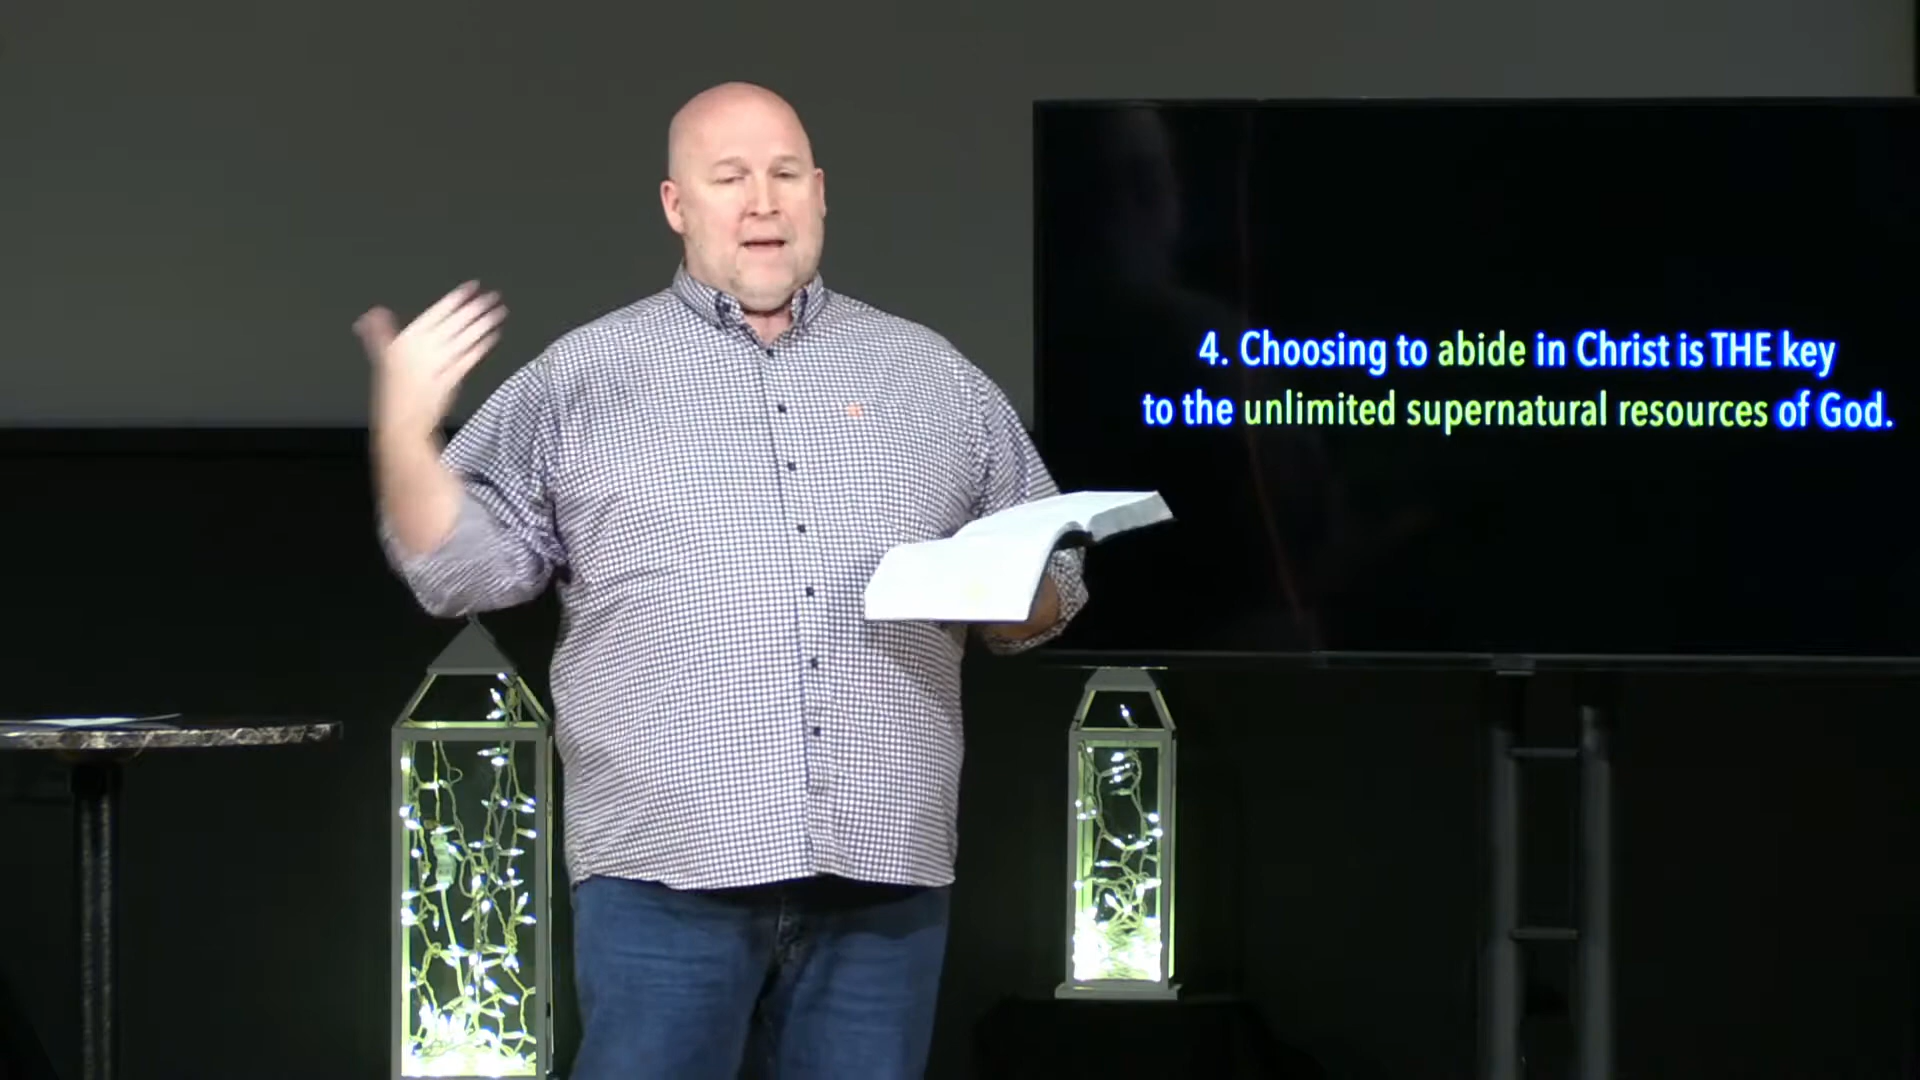 4. Choosing to abide in Christ is THE key
to the unlimited supernatural resources of God.